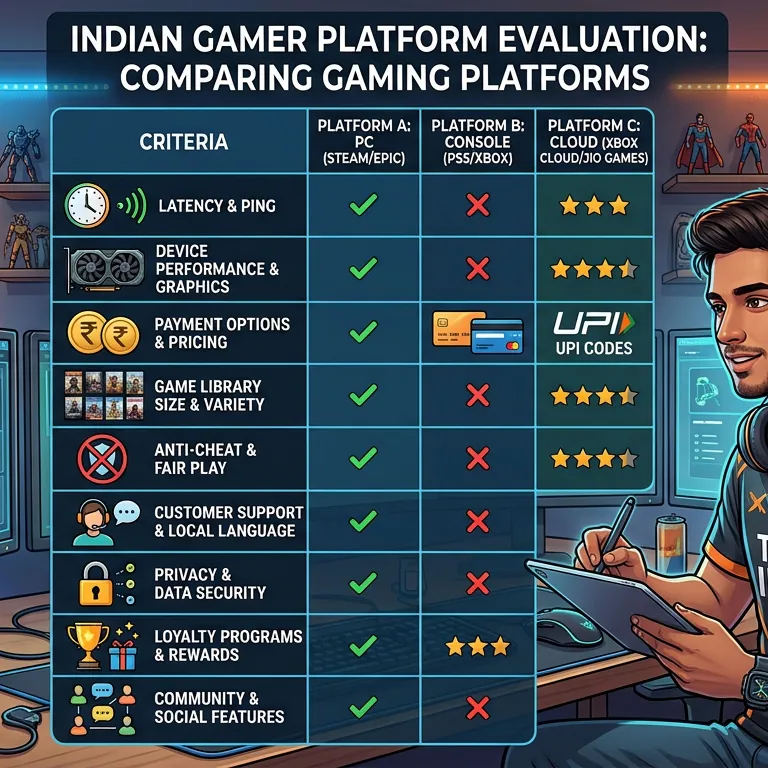 INDIAN GAMER PLATFORM EVALUATION:
COMPARING GAMING PLATFORMS
CRITERIA
PLATFORM A:
PC
(STEAM/EPIC)
PLATFORM B:
CONSOLE
(PS5/XBOX)
PLATFORM C:
CLOUD (XBOX
CLOUD/JIO GAMES)
LATENCY & PING
DEVICE
PERFORMANCE &
GRAPHICS
PAYMENT OPTIONS
& PRICING
UPI
UPI CODES
GAME LIBRARY
SIZE & VARIETY
ANTI-CHEAT &
FAIR PLAY
CUSTOMER SUPPORT
& LOCAL LANGUAGE
PRIVACY &
DATA SECURITY
LOYALTY PROGRAMS
& REWARDS
COMMUNITY &
SOCIAL FEATURES